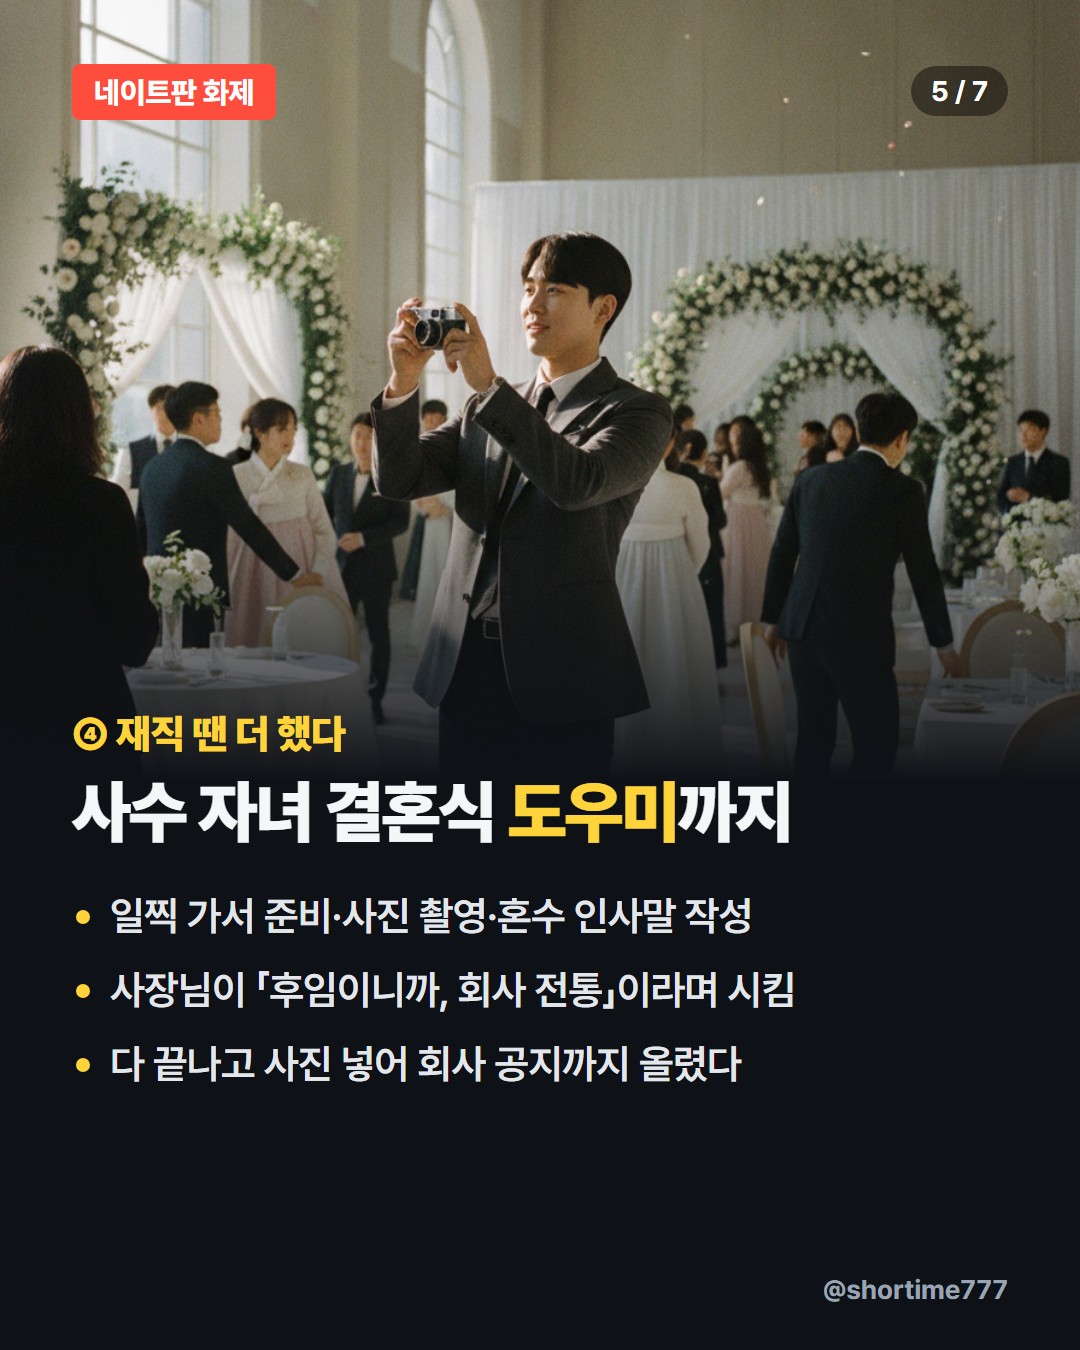 네이트판 화제
5 / 7
④ 재직 땐 더 했다
사수 자녀 결혼식 도우미까지
• 일찍 가서 준비·사진 촬영·혼수 인사말 작성
• 사장님이 「후임이니까, 회사 전통」이라며 시킴
• 다 끝나고 사진 넣어 회사 공지까지 올렸다
@shortime777